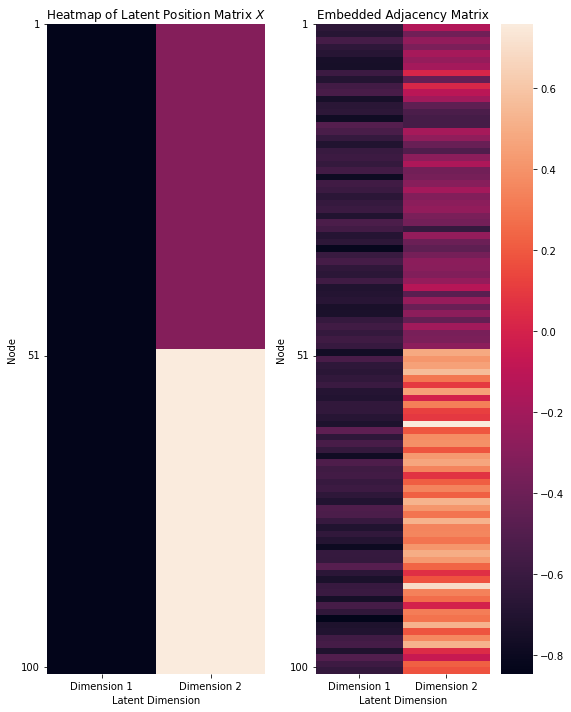 Heatmap of Latent Position Matrix X
Embedded Adjacency Matrix
1
51
100
Node
Dimension 1
Dimension 2
Latent Dimension
1
51
100
Node
Dimension 1
Dimension 2
Latent Dimension
0.6
0.4
0.2
0.0
−0.2
−0.4
−0.6
−0.8